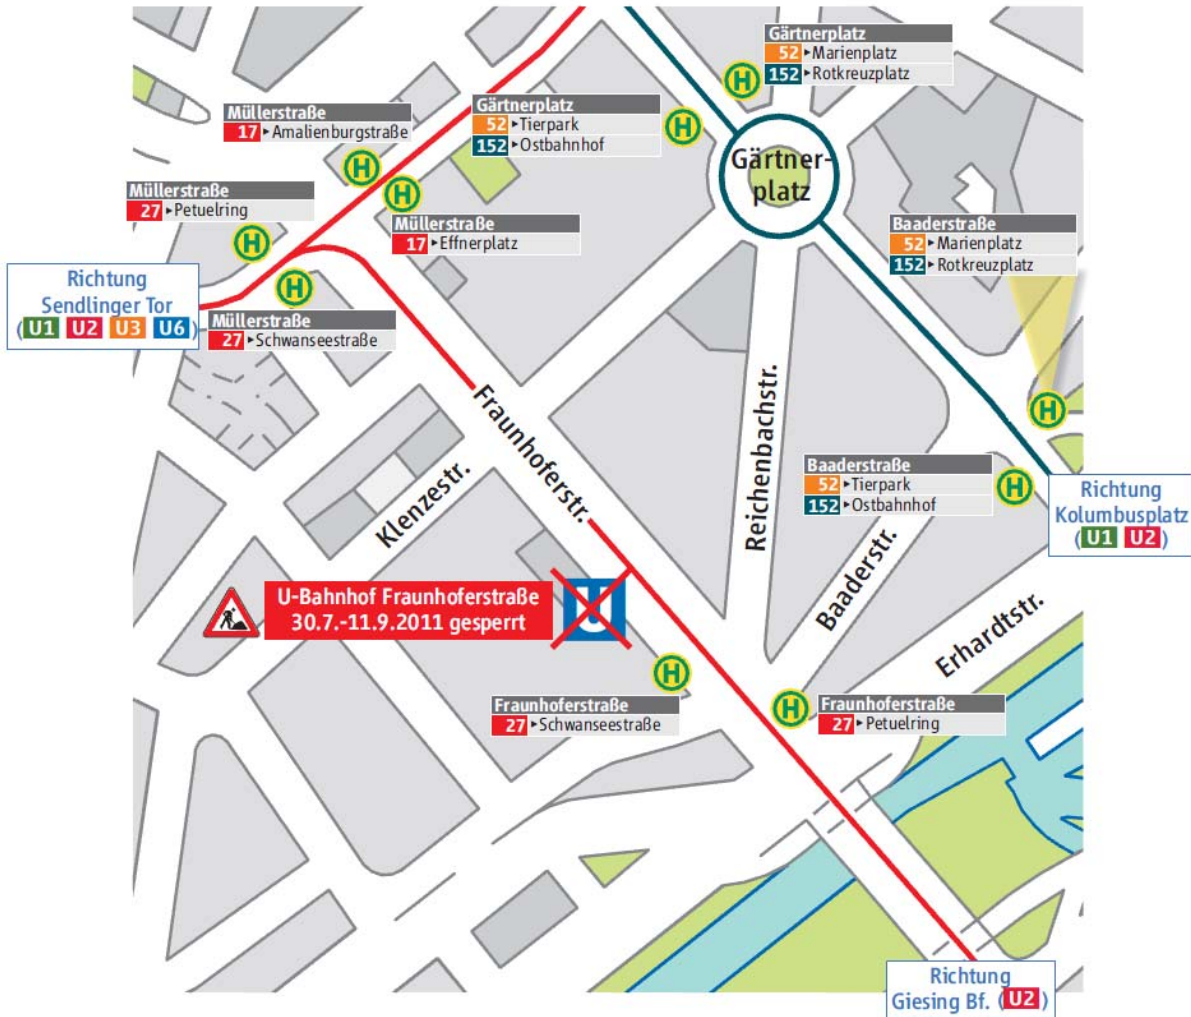 Gärtnerplatz
52 ▸ Marienplatz
152 ▸ Rotkreuzplatz
H
Müllerstraße
17 ▸ Amalienburgstraße
H
Gärtnerplatz
52 ▸ Tierpark
152 ▸ Ostbahnhof
H
Gärtner-
platz
Müllerstraße
27 ▸ Petuelring
H
Müllerstraße
17 ▸ Effnerplatz
H
Baaderstraße
52 ▸ Marienplatz
152 ▸ Rotkreuzplatz
H
Richtung
Sendlinger Tor
(U1 U2 U3 U6)
Müllerstraße
27 ▸ Schwanseestraße
H
Fraunhoferstr.
Klenzestr.
Reichenbachstr.
Baaderstraße
52 ▸ Tierpark
152 ▸ Ostbahnhof
H
Richtung
Kolumbusplatz
(U1 U2)
Baaderstr.
Erhardtstr.
U-Bahnhof Fraunhoferstraße
30.7.-11.9.2011 gesperrt
U
Fraunhoferstraße
27 ▸ Schwanseestraße
H
Fraunhoferstraße
27 ▸ Petuelring
H
Richtung
Giesing Bf. (U2)